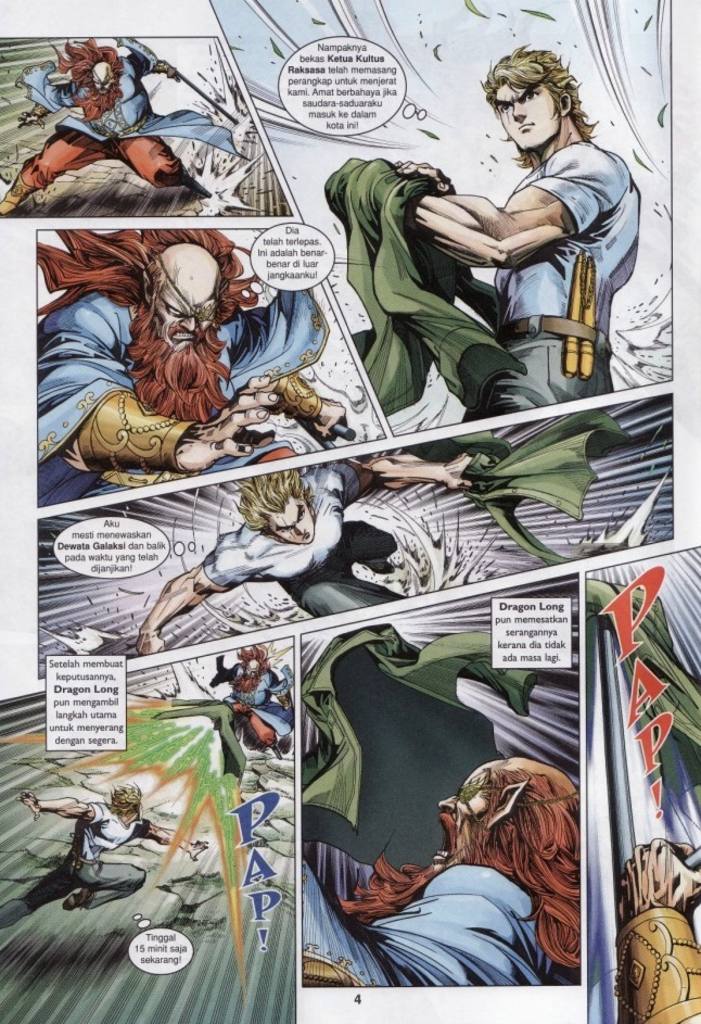 Nampaknya
bekas Ketua Kultus
Raksasa telah memasang
perangkap untuk menjerat
kami. Amat berbahaya jika
saudara-saduaraku
masuk ke dalam
kota ini!
Dia
telah terlepas.
Ini adalah benar-
benar di luar
jangkaanku!
Aku
mesti menewaskan
Dewata Galaksi dan balik
pada waktu yang telah
dijanjikan!
Setelah membuat
keputusannya,
Dragon Long
pun mengambil
langkah utama
untuk menyerang
dengan segera.
PAP!
Tinggal
15 minit saja
sekarang!
Dragon Long
pun memesatkan
serangannya
kerana dia tidak
ada masa lagi.
PAP!
4